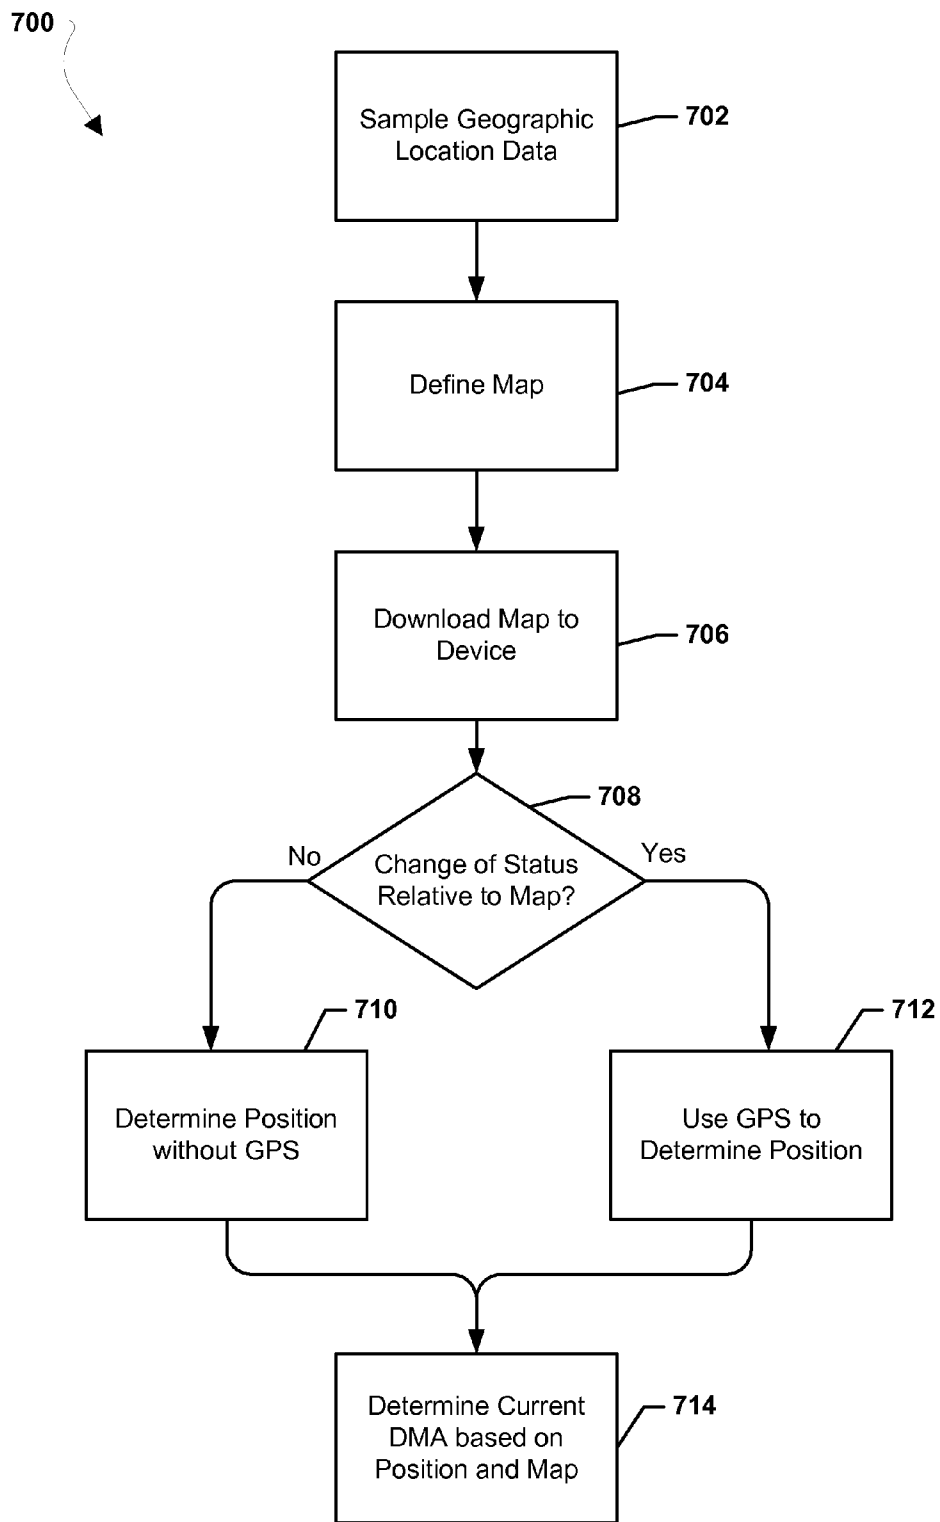 700
Sample Geographic
Location Data
702
Define Map
704
Download Map to
Device
706
708
Change of Status
Relative to Map?
No
Yes
710
Determine Position
without GPS
712
Use GPS to
Determine Position
Determine Current
DMA based on
Position and Map
714